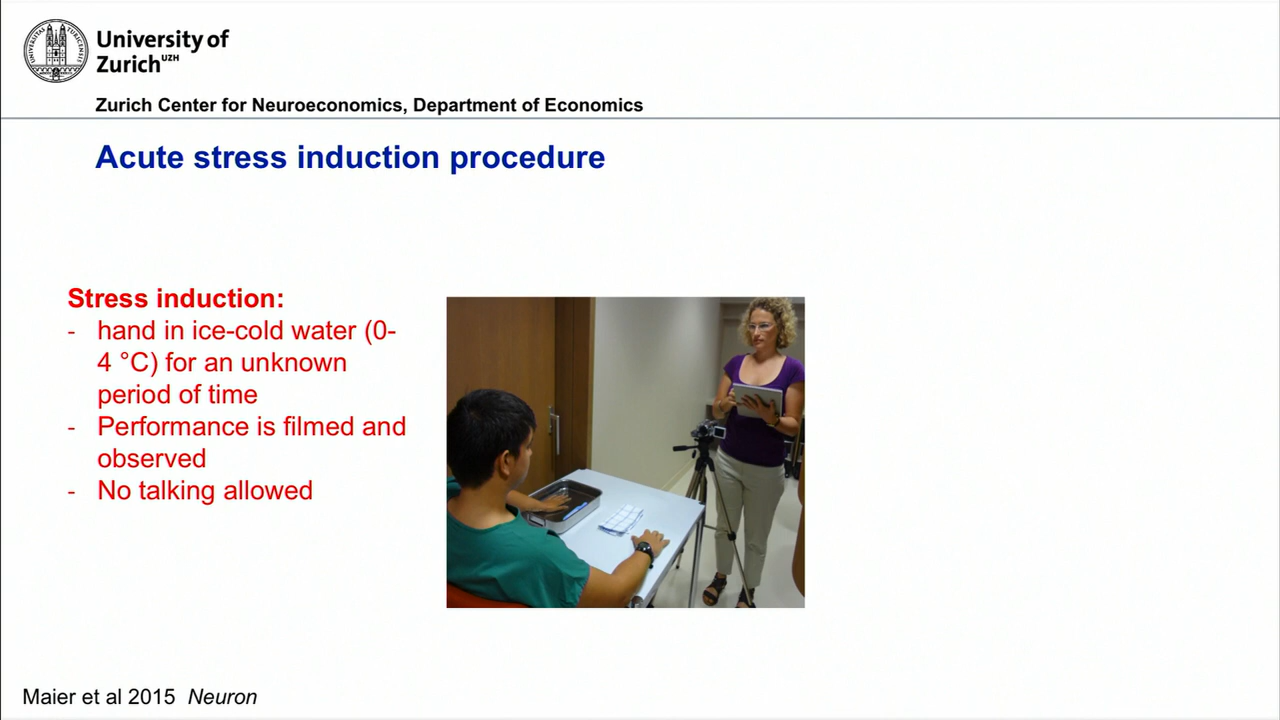 University of
Zurich UZH
Zurich Center for Neuroeconomics, Department of Economics
Acute stress induction procedure
Stress induction:
- hand in ice-cold water (0-
4 °C) for an unknown
period of time
- Performance is filmed and
observed
- No talking allowed
Maier et al 2015 Neuron